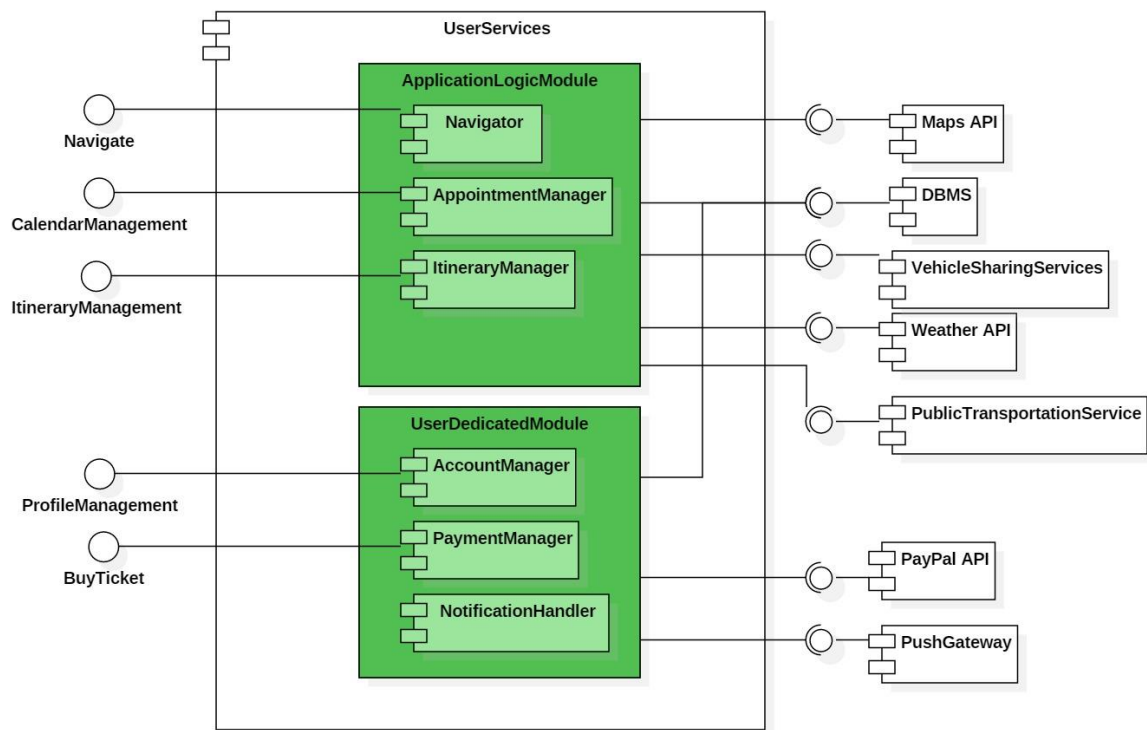 UserServices
ApplicationLogicModule
Navigate
Navigator
Maps API
CalendarManagement
AppointmentManager
DBMS
ItineraryManagement
ItineraryManager
VehicleSharingServices
Weather API
PublicTransportationService
UserDedicatedModule
ProfileManagement
AccountManager
BuyTicket
PaymentManager
PayPal API
NotificationHandler
PushGateway